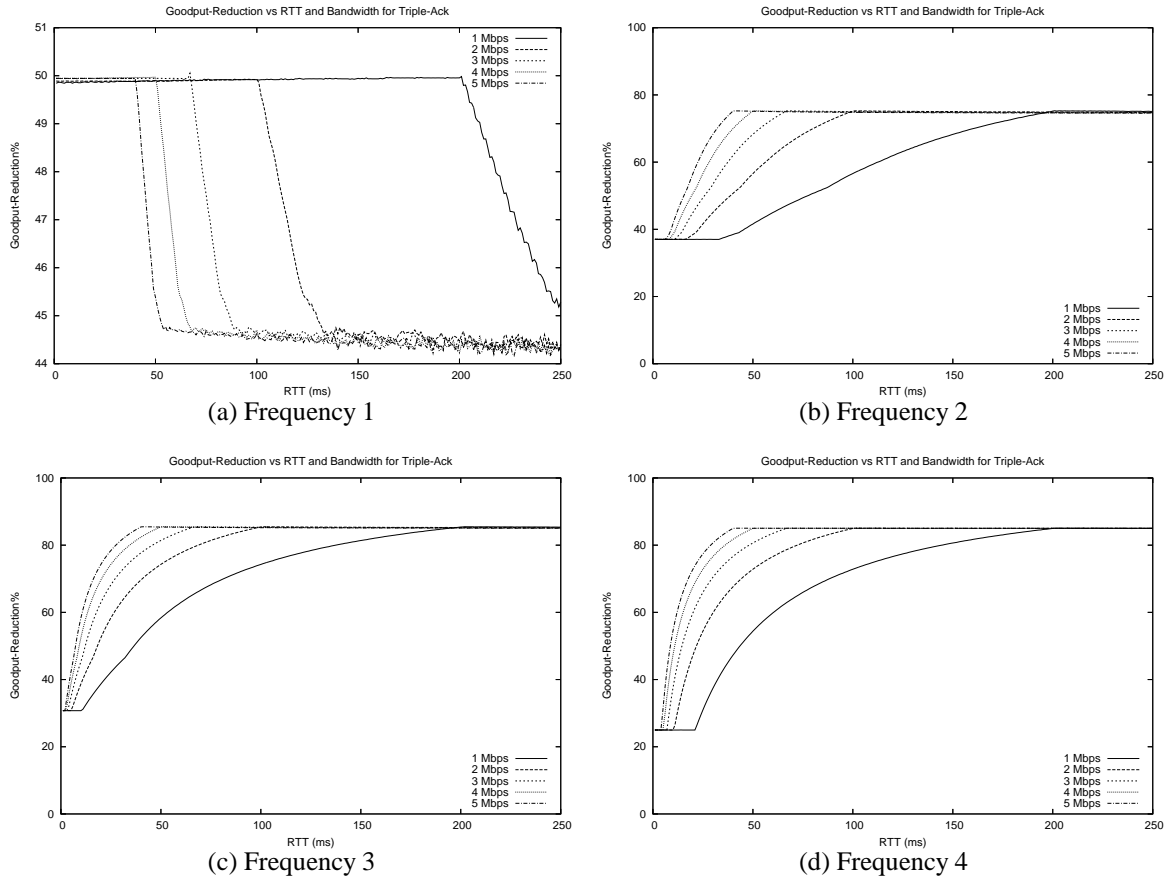 Goodput-Reduction vs RTT and Bandwidth for Triple-Ack
51
50
49
48
47
46
45
44
Goodput-Reduction%
1 Mbps
2 Mbps
3 Mbps
4 Mbps
5 Mbps
0 50 100 150 200 250
RTT (ms)
(a) Frequency 1
Goodput-Reduction vs RTT and Bandwidth for Triple-Ack
100
80
60
40
20
0
Goodput-Reduction%
1 Mbps
2 Mbps
3 Mbps
4 Mbps
5 Mbps
0 50 100 150 200 250
RTT (ms)
(b) Frequency 2
Goodput-Reduction vs RTT and Bandwidth for Triple-Ack
100
80
60
40
20
0
Goodput-Reduction%
1 Mbps
2 Mbps
3 Mbps
4 Mbps
5 Mbps
0 50 100 150 200 250
RTT (ms)
(c) Frequency 3
Goodput-Reduction vs RTT and Bandwidth for Triple-Ack
100
80
60
40
20
0
Goodput-Reduction%
1 Mbps
2 Mbps
3 Mbps
4 Mbps
5 Mbps
0 50 100 150 200 250
RTT (ms)
(d) Frequency 4